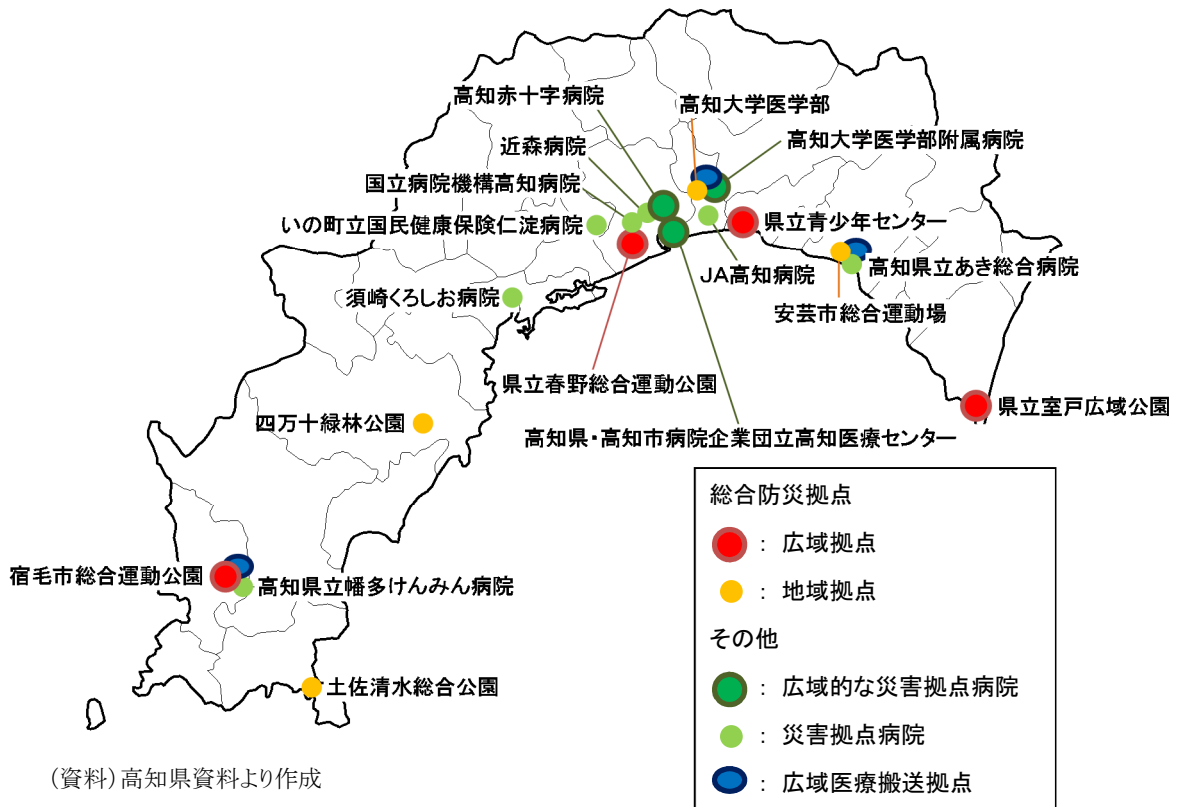 高知赤十字病院
高知大学医学部
近森病院
高知大学医学部附属病院
国立病院機構高知病院
いの町立国民健康保険仁淀病院
県立青少年センター
高知県立あき総合病院
JA高知病院
須崎くろしお病院
安芸市総合運動場
県立春野総合運動公園
県立室戸広域公園
四万十緑林公園
高知県・高知市病院企業団立高知医療センター
総合防災拠点
： 広域拠点
： 地域拠点
その他
： 広域的な災害拠点病院
： 災害拠点病院
： 広域医療搬送拠点
宿毛市総合運動公園
高知県立幡多けんみん病院
土佐清水総合公園
（資料）高知県資料より作成